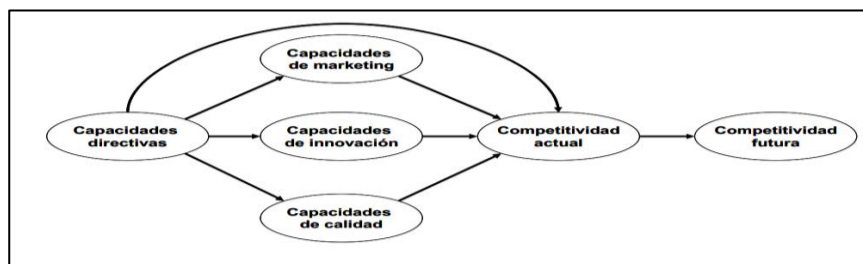 Capacidades
de marketing
Capacidades
directivas
Capacidades
de innovación
Competitividad
actual
Competitividad
futura
Capacidades
de calidad